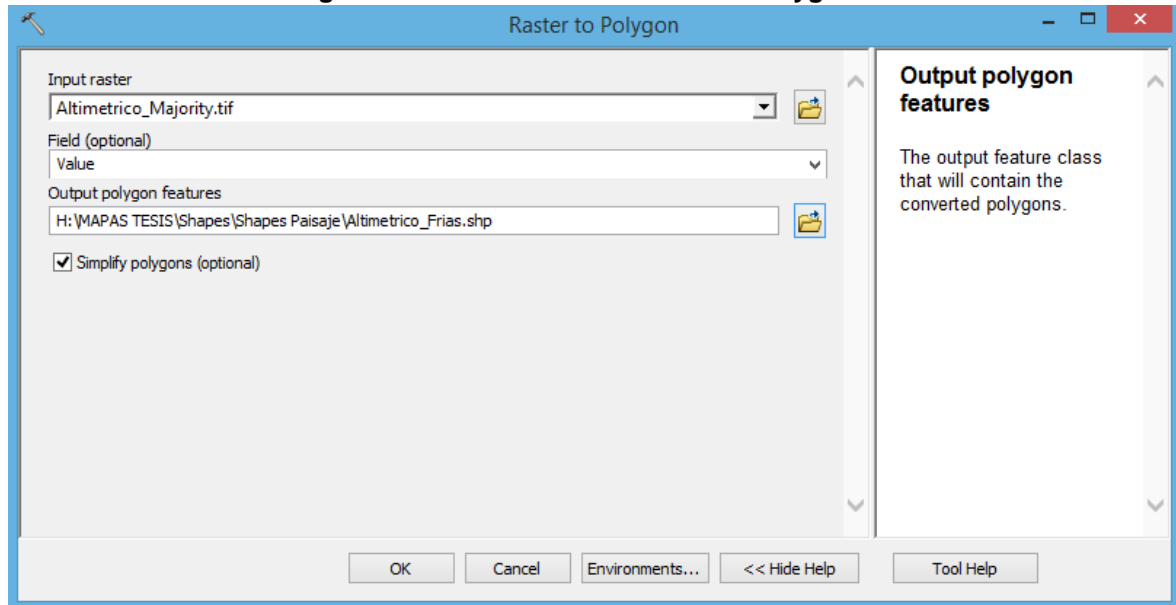 Raster to Polygon
Input raster
Altimetrico_Majority.tif
Field (optional)
Value
Output polygon features
H:\MAPAS TESIS\Shapes\Shapes Paisaje\Altimetrico_Frias.shp
Simplify polygons (optional)
Output polygon
features
The output feature class
that will contain the
converted polygons.
OK
Cancel
Environments...
<< Hide Help
Tool Help